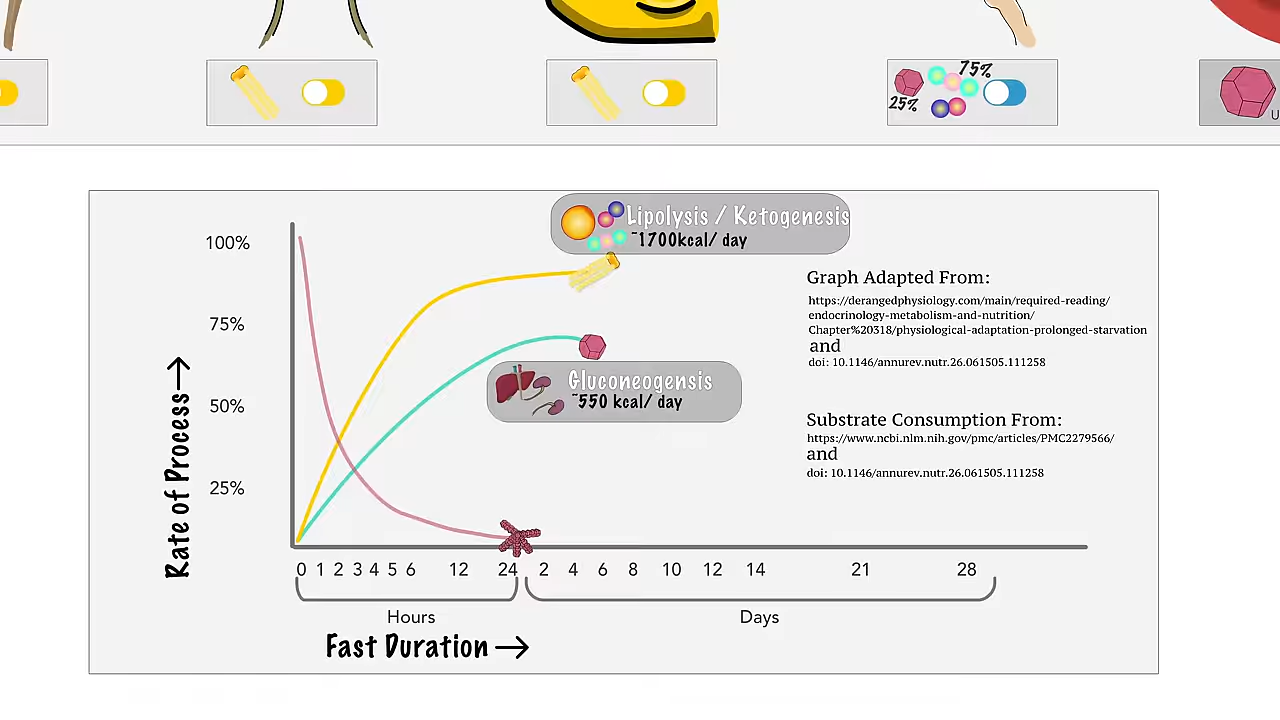 75%
25%
U
Lipolysis / Ketogenesis
~1700kcal/ day
100%
75%
50%
25%
Rate of Process→
Gluconeogensis
~550 kcal/ day
Graph Adapted From:
https://derangedphysiology.com/main/required-reading/
endocrinology-metabolism-and-nutrition/
Chapter%20318/physiological-adaptation-prolonged-starvation
and
doi: 10.1146/annurev.nutr.26.061505.111258
Substrate Consumption From:
https://www.ncbi.nlm.nih.gov/pmc/articles/PMC2279566/
and
doi: 10.1146/annurev.nutr.26.061505.111258
0 1 2 3 4 5 6 12 24 2 4 6 8 10 12 14 21 28
Hours Days
Fast Duration →